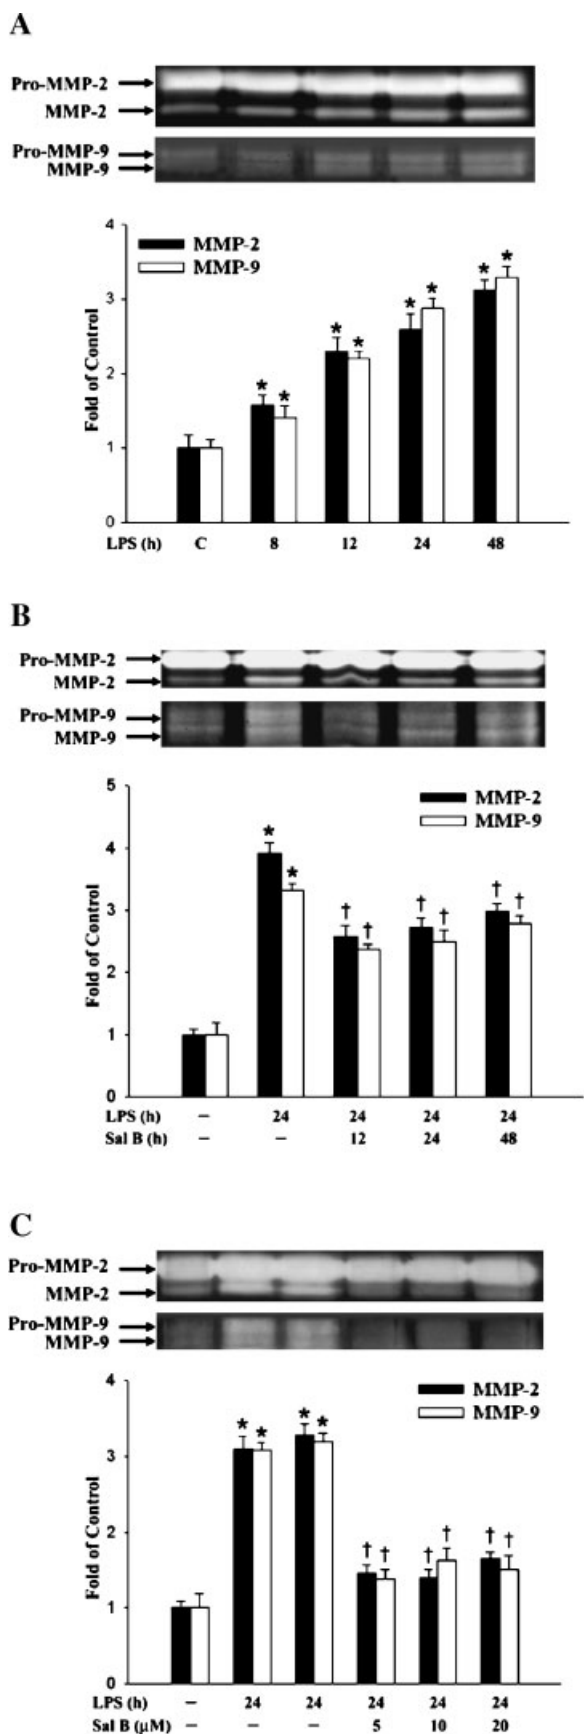 A
Pro-MMP-2
MMP-2
Pro-MMP-9
MMP-9
4
3
2
1
0
Fold of Control
MMP-2
MMP-9
* * * * * * * *
LPS (h) C 8 12 24 48
B
Pro-MMP-2
MMP-2
Pro-MMP-9
MMP-9
5
4
3
2
1
0
Fold of Control
MMP-2
MMP-9
* * † † † † † †
LPS (h) – 24 24 24 24
Sal B (h) – – 12 24 48
C
Pro-MMP-2
MMP-2
Pro-MMP-9
MMP-9
4
3
2
1
0
Fold of Control
MMP-2
MMP-9
* * * * † † † † † †
LPS (h) – 24 24 24 24 24
Sal B (μM) – – – 5 10 20